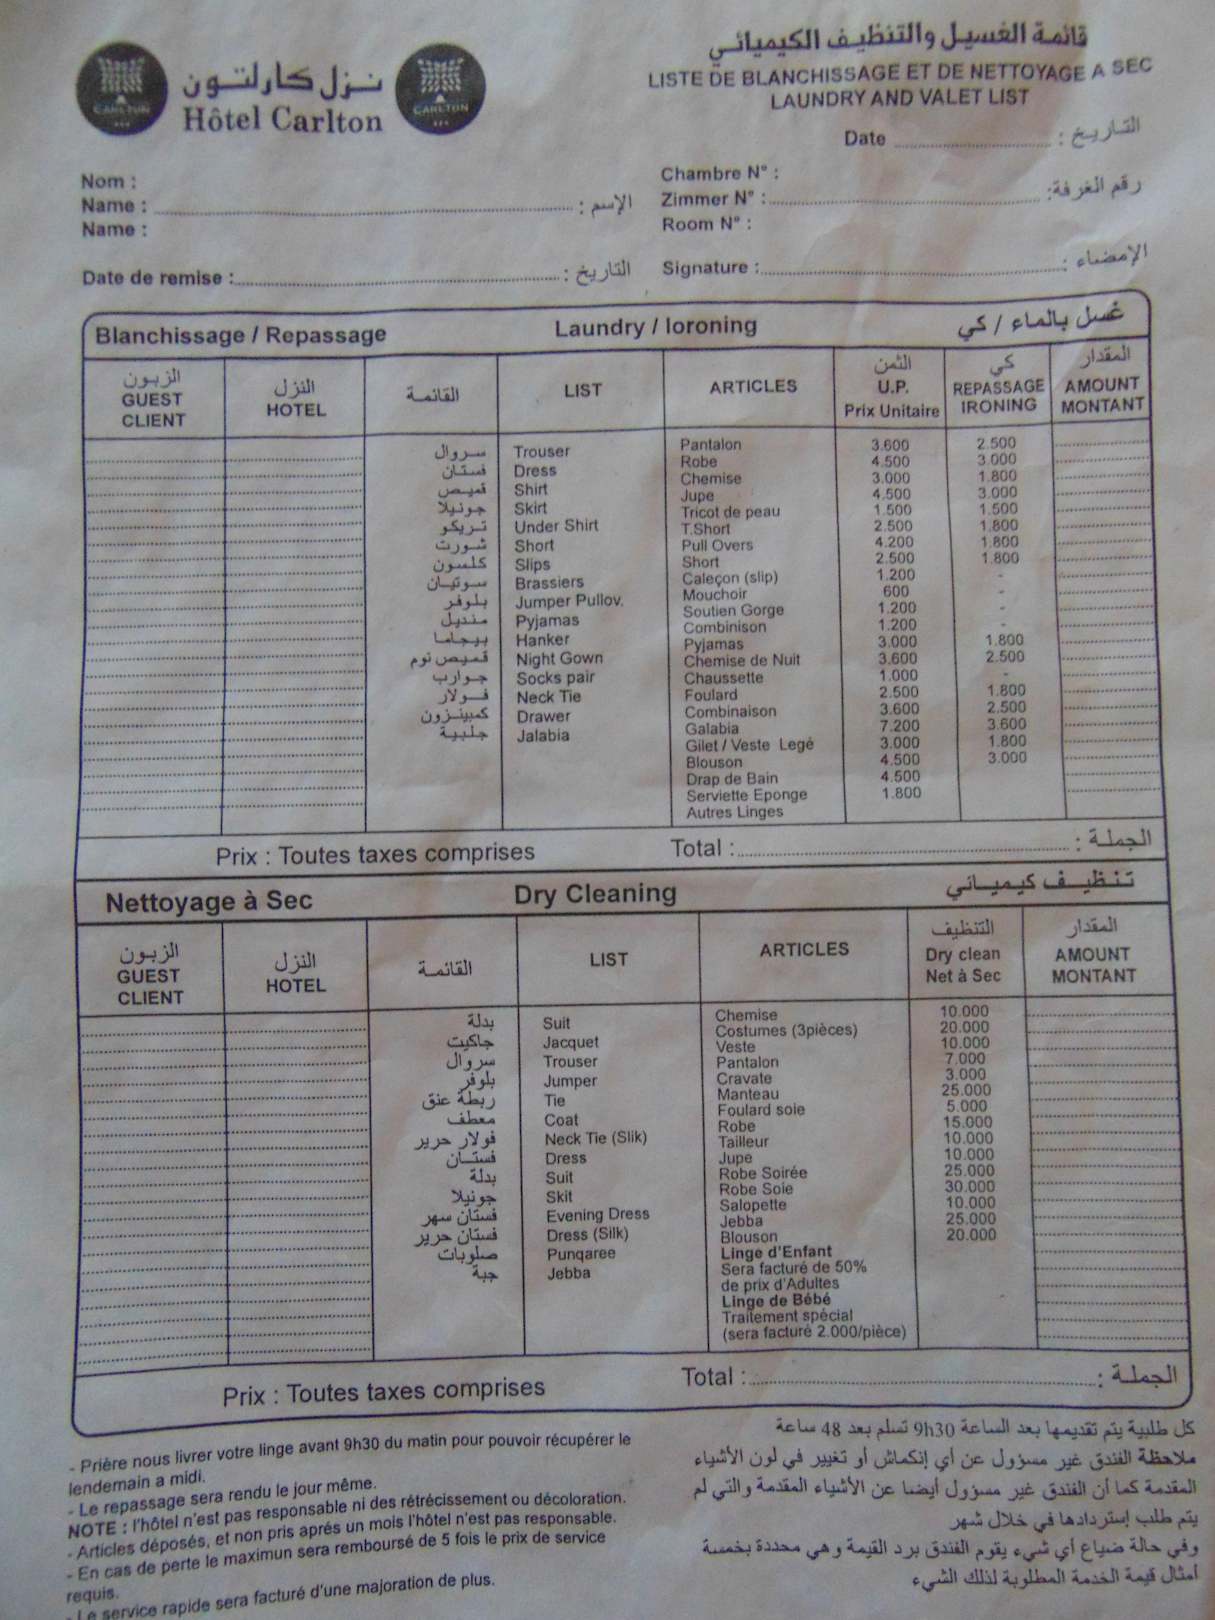 قائمة الغسيل والتنظيف الكيميائي
LISTE DE BLANCHISSAGE ET DE NETTOYAGE A SEC
LAUNDRY AND VALET LIST
CARLTON
نزل كارلتون
Hôtel Carlton
CARLTON
Date : التاريخ
Nom :
Name : الإسم :
Name :
Chambre N° :
Zimmer N° : رقم الغرفة:
Room N° :
Date de remise : التاريخ :
Signature : الإمضاء :
Blanchissage / Repassage Laundry / Ioroning غسل بالماء / كي
الزبون GUEST CLIENT
النزل HOTEL
القائمة
LIST
ARTICLES
الثمن U.P. Prix Unitaire
كي REPASSAGE IRONING
المقدار AMOUNT MONTANT
سروال Trouser
فستان Dress
قميص Shirt
جونيلا Skirt
تريكو Under Shirt
شورت Short
كلسون Slips
سوتيان Brassiers
بلوفر Jumper Pullov.
منديل Pyjamas
بيجاما Hanker
قميص نوم Night Gown
جوارب Socks pair
فولار Neck Tie
كمبينزون Drawer
جلبية Jalabia
Pantalon 3.600 2.500
Robe 4.500 3.000
Chemise 3.000 1.800
Jupe 4.500 3.000
Tricot de peau 1.500 1.500
T.Short 2.500 1.800
Pull Overs 4.200 1.800
Short 2.500 1.800
Caleçon (slip) 1.200 -
Mouchoir 600 -
Soutien Gorge 1.200 -
Combinison 1.200 -
Pyjamas 3.000 1.800
Chemise de Nuit 3.600 2.500
Chaussette 1.000 -
Foulard 2.500 1.800
Combinaison 3.600 2.500
Galabia 7.200 3.600
Gilet / Veste Legé 3.000 1.800
Blouson 4.500 3.000
Drap de Bain 4.500
Serviette Eponge 1.800
Autres Linges
Prix : Toutes taxes comprises Total : الجملة :
Nettoyage à Sec Dry Cleaning تنظيف كيميائي
الزبون GUEST CLIENT
النزل HOTEL
القائمة
LIST
ARTICLES
التنظيف Dry clean Net à Sec
المقدار AMOUNT MONTANT
بدلة Suit
جاكيت Jacquet
سروال Trouser
بلوفر Jumper
ربطة عنق Tie
معطف Coat
فولار حرير Neck Tie (Slik)
فستان Dress
بدلة Suit
جونيلا Skit
فستان سهر Evening Dress
فستان حرير Dress (Silk)
صلوبات Punqaree
جبة Jebba
Chemise 10.000
Costumes (3pièces) 20.000
Veste 10.000
Pantalon 7.000
Cravate 3.000
Manteau 25.000
Foulard soie 5.000
Robe 15.000
Tailleur 10.000
Jupe 10.000
Robe Soirée 25.000
Robe Soie 30.000
Salopette 10.000
Jebba 25.000
Blouson 20.000
Linge d'Enfant
Sera facturé de 50%
de prix d'Adultes
Linge de Bébé
Traitement spécial
(sera facturé 2.000/pièce)
Prix : Toutes taxes comprises Total : الجملة :
- Prière nous livrer votre linge avant 9h30 du matin pour pouvoir récupérer le
lendemain a midi.
- Le repassage sera rendu le jour même.
NOTE : l'hôtel n'est pas responsable ni des rétrécissement ou décoloration.
- Articles déposés, et non pris aprés un mois l'hôtel n'est pas responsable.
- En cas de perte le maximun sera remboursé de 5 fois le prix de service
requis.
- Le service rapide sera facturé d'une majoration de plus.
كل طلبية يتم تقديمها بعد الساعة 9h30 تسلم بعد 48 ساعة
ملاحظة الفندق غير مسؤول عن أي إنكماش أو تغيير في لون الأشياء
المقدمة كما أن الفندق غير مسؤول أيضا عن الأشياء المقدمة والتي لم
يتم طلب إستردادها في خلال شهر
وفي حالة ضياع أي شيء يقوم الفندق برد القيمة وهي محددة بخمسة
أمثال قيمة الخدمة المطلوبة لذلك الشيء